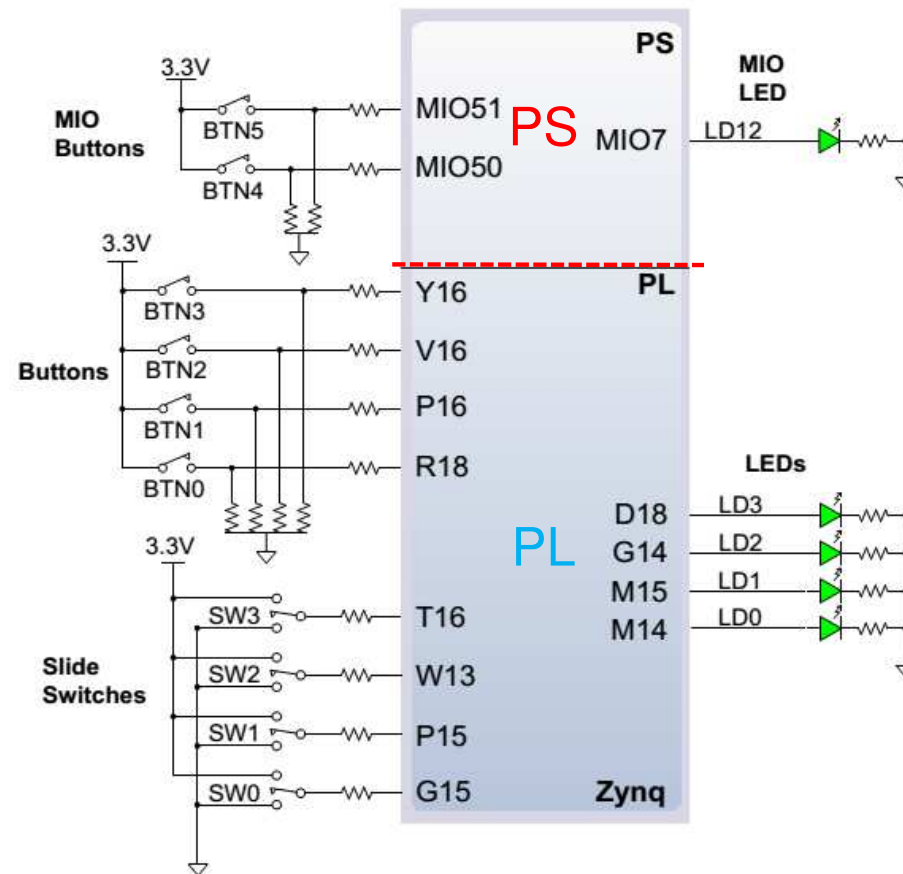 PS
3.3V
MIO
Buttons
BTN5
BTN4
MIO51
MIO50
PS
MIO7
MIO
LED
LD12
3.3V
Buttons
BTN3
BTN2
BTN1
BTN0
PL
Y16
V16
P16
R18
PL
LEDs
D18
G14
M15
M14
LD3
LD2
LD1
LD0
3.3V
Slide
Switches
SW3
SW2
SW1
SW0
T16
W13
P15
G15
Zynq